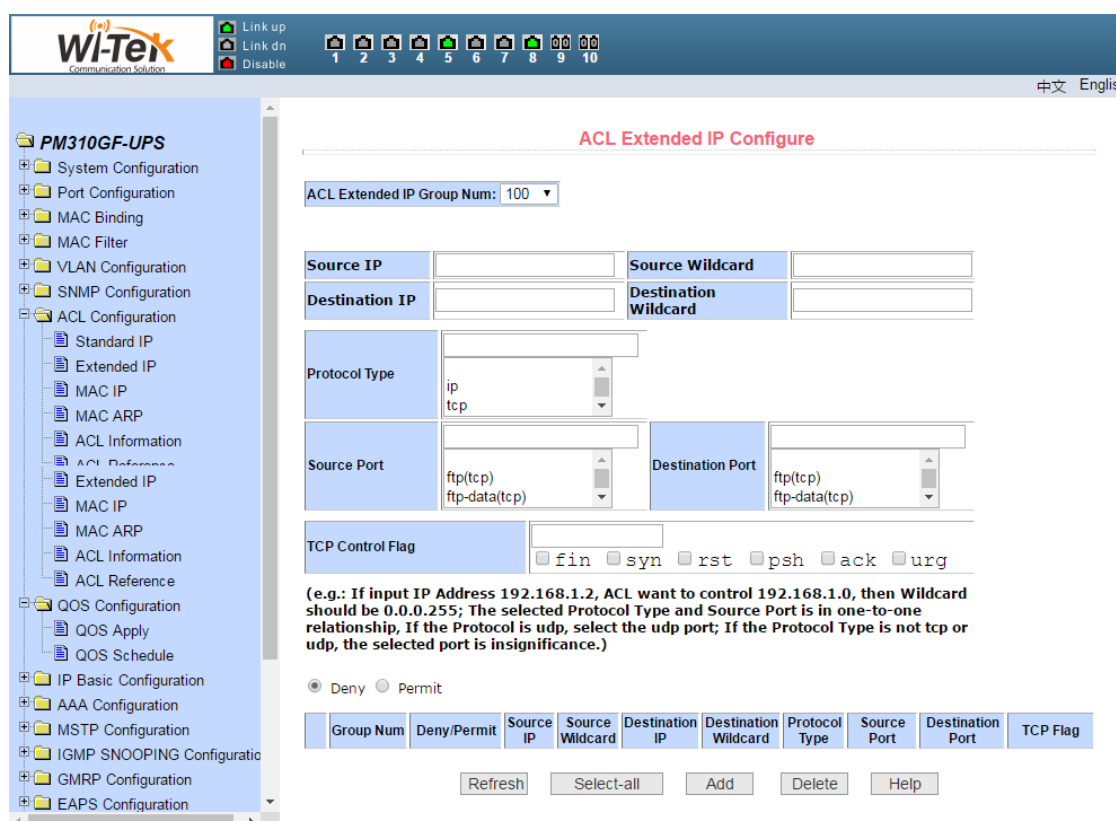 Wi-Tek
Communication Solution
Link up
Link dn
Disable
1 2 3 4 5 6 7 8 9 10
中文 Englis
PM310GF-UPS
System Configuration
Port Configuration
MAC Binding
MAC Filter
VLAN Configuration
SNMP Configuration
ACL Configuration
Standard IP
Extended IP
MAC IP
MAC ARP
ACL Information
ACL Reference
Extended IP
MAC IP
MAC ARP
ACL Information
ACL Reference
QOS Configuration
QOS Apply
QOS Schedule
IP Basic Configuration
AAA Configuration
MSTP Configuration
IGMP SNOOPING Configuratio
GMRP Configuration
EAPS Configuration
ACL Extended IP Configure
ACL Extended IP Group Num: 100
Source IP Source Wildcard
Destination IP Destination
Wildcard
Protocol Type
ip
tcp
Source Port Destination Port
ftp(tcp) ftp(tcp)
ftp-data(tcp) ftp-data(tcp)
TCP Control Flag
fin syn rst psh ack urg
(e.g.: If input IP Address 192.168.1.2, ACL want to control 192.168.1.0, then Wildcard
should be 0.0.0.255; The selected Protocol Type and Source Port is in one-to-one
relationship, If the Protocol is udp, select the udp port; If the Protocol Type is not tcp or
udp, the selected port is insignificance.)
Deny Permit
Group Num Deny/Permit Source IP Source Wildcard Destination IP Destination Wildcard Protocol Type Source Port Destination Port TCP Flag
Refresh Select-all Add Delete Help